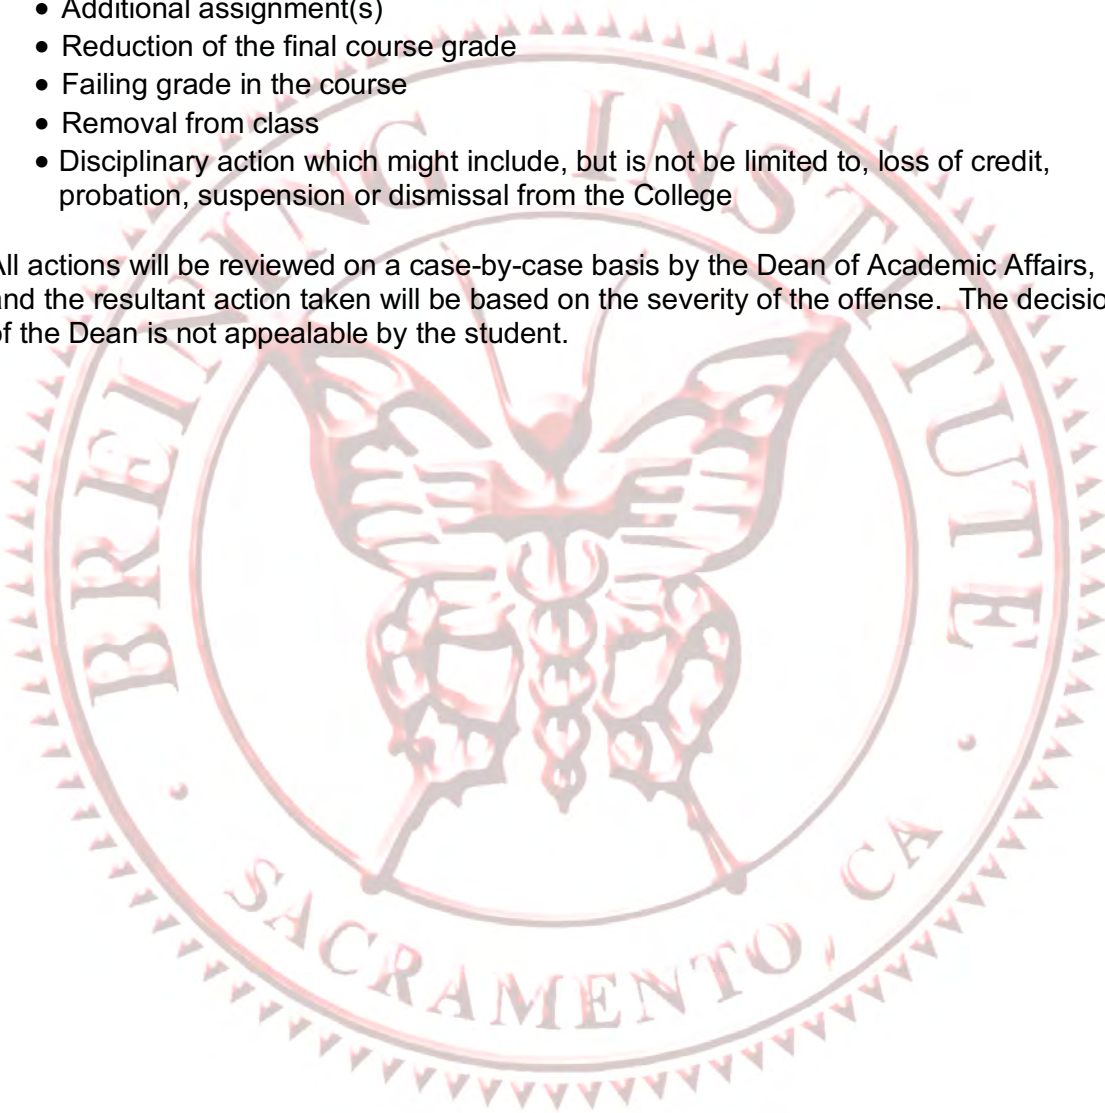 • Additional assignment(s)
• Reduction of the final course grade
• Failing grade in the course
• Removal from class
• Disciplinary action which might include, but is not be limited to, loss of credit,
probation, suspension or dismissal from the College
All actions will be reviewed on a case-by-case basis by the Dean of Academic Affairs,
and the resultant action taken will be based on the severity of the offense. The decisio
of the Dean is not appealable by the student.
BREINING INSTITUTE
• SACRAMENTO, CA •